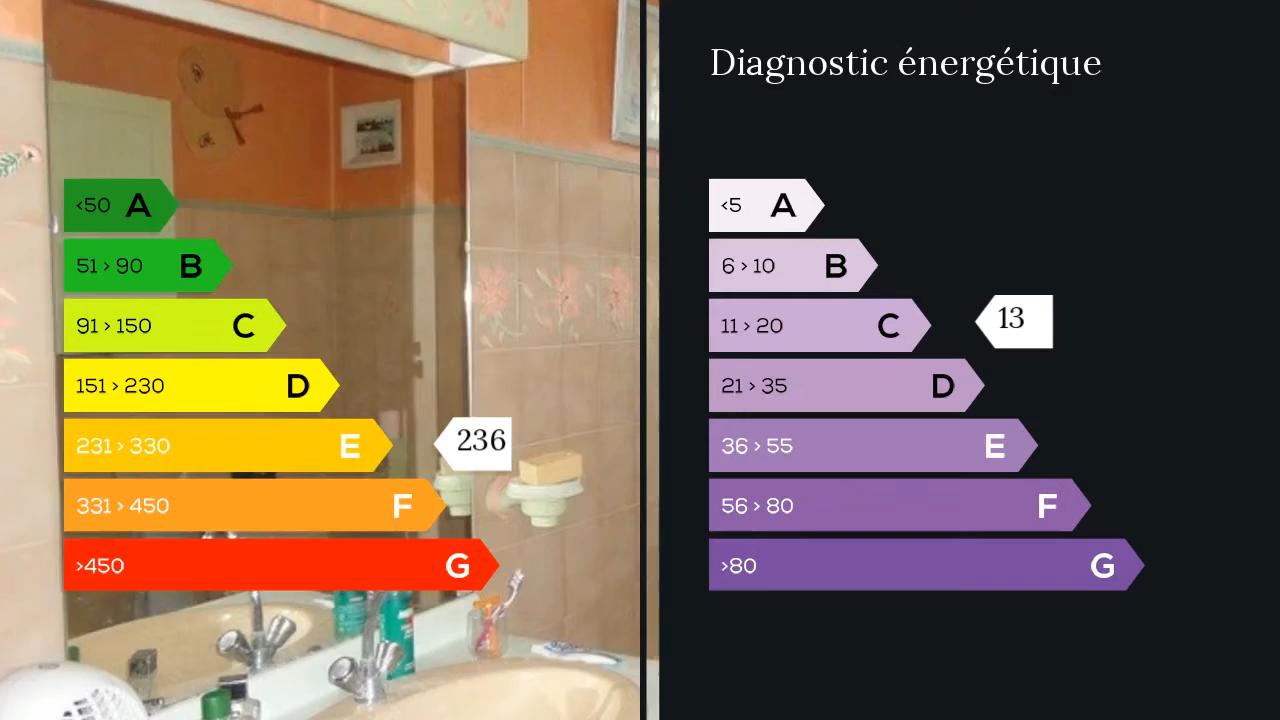 Diagnostic énergétique
<50 A
51 > 90 B
91 > 150 C
151 > 230 D
231 > 330 E
236
331 > 450 F
>450 G
<5 A
6 > 10 B
11 > 20 C
13
21 > 35 D
36 > 55 E
56 > 80 F
>80 G